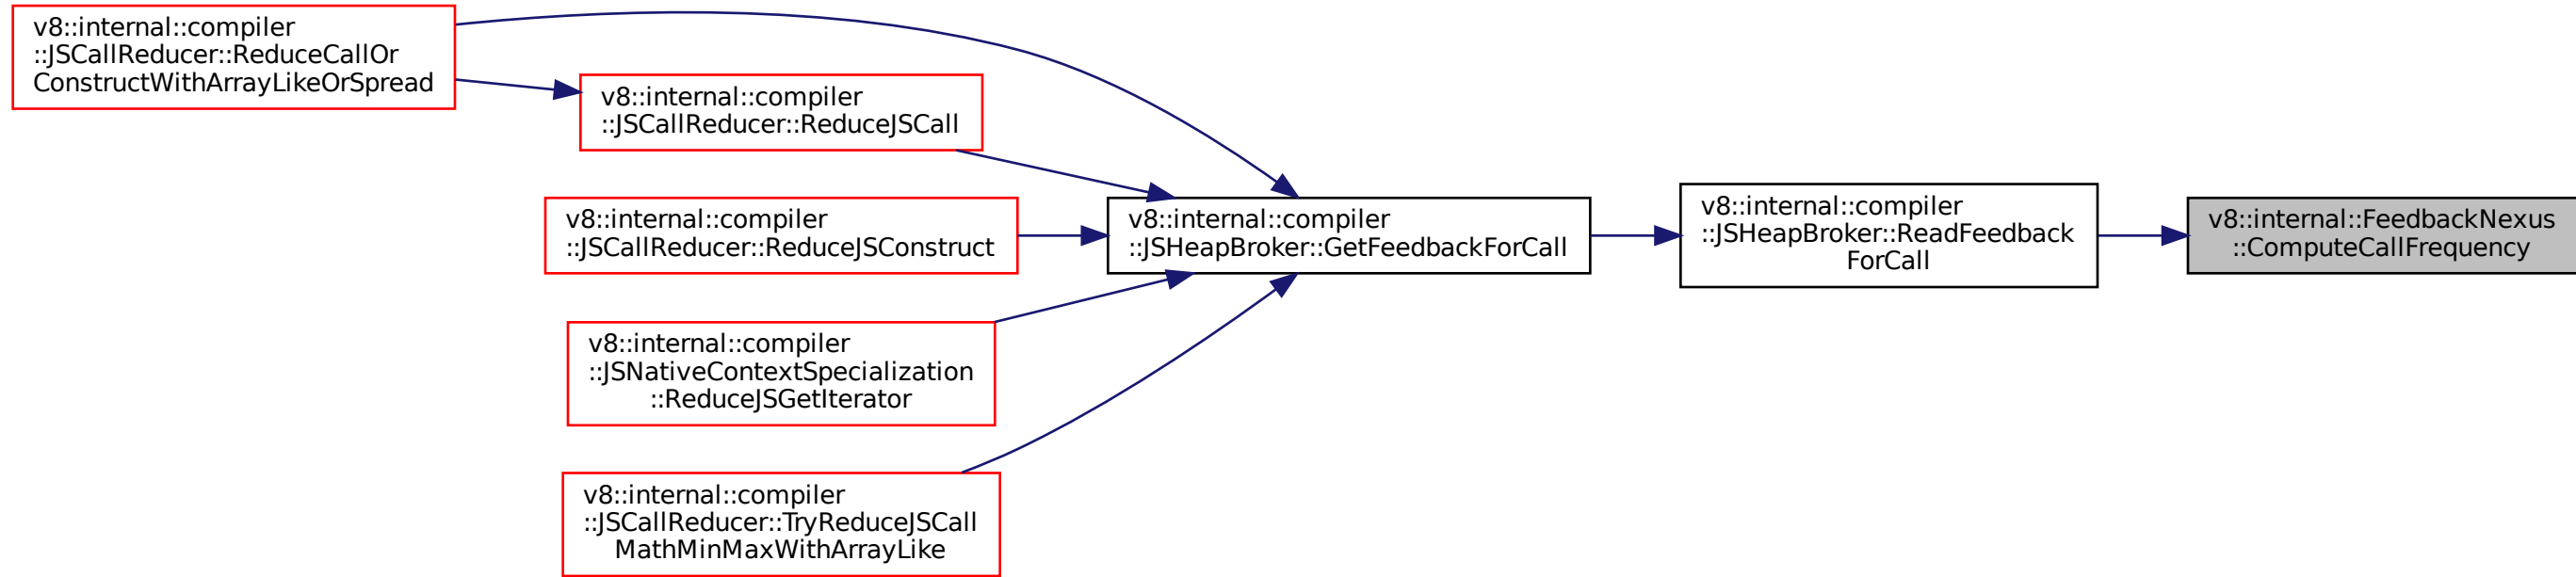 v8::internal::compiler
::JSCallReducer::ReduceCallOr
ConstructWithArrayLikeOrSpread
v8::internal::compiler
::JSCallReducer::ReduceJSCall
v8::internal::compiler
::JSCallReducer::ReduceJSConstruct
v8::internal::compiler
::JSNativeContextSpecialization
::ReduceJSGetIterator
v8::internal::compiler
::JSCallReducer::TryReduceJSCall
MathMinMaxWithArrayLike
v8::internal::compiler
::JSHeapBroker::GetFeedbackForCall
v8::internal::compiler
::JSHeapBroker::ReadFeedback
ForCall
v8::internal::FeedbackNexus
::ComputeCallFrequency